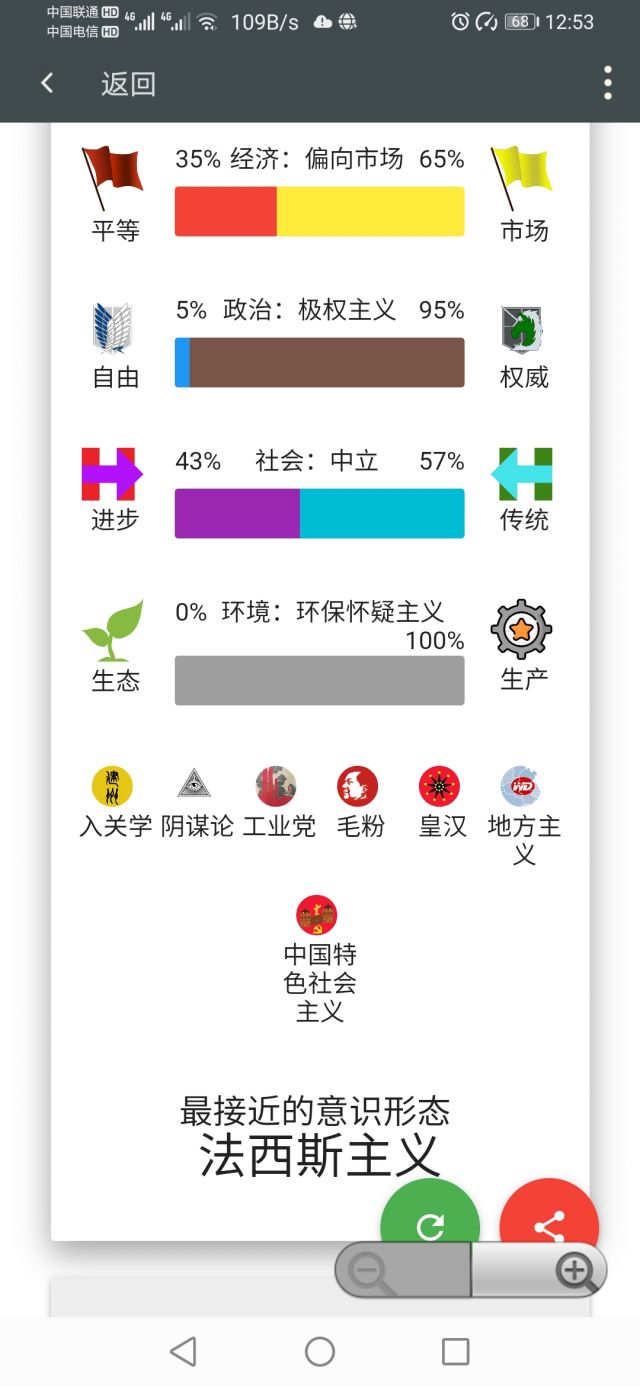 中国联通 HD 4G 4G 109B/s 68 12:53
中国电信 HD
返回
35% 经济：偏向市场 65%
平等 市场
5% 政治：极权主义 95%
自由 权威
43% 社会：中立 57%
进步 传统
0% 环境：环保怀疑主义
100%
生态 生产
入关学 阴谋论 工业党 毛粉 皇汉 地方主
义
中国特
色社会
主义
最接近的意识形态
法西斯主义